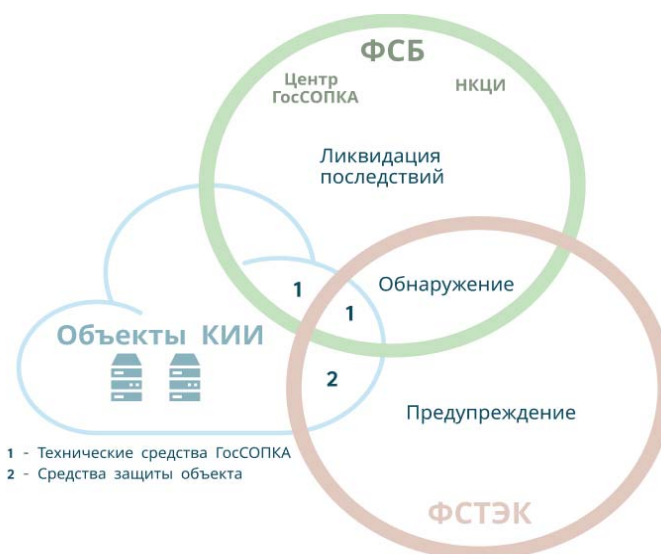 ФСБ
Центр
ГосСОПКА
НКЦИ
Ликвидация
последствий
1
Обнаружение
1
Объекты КИИ
2
Предупреждение
1 - Технические средства ГосСОПКА
2 - Средства защиты объекта
ФСТЭК